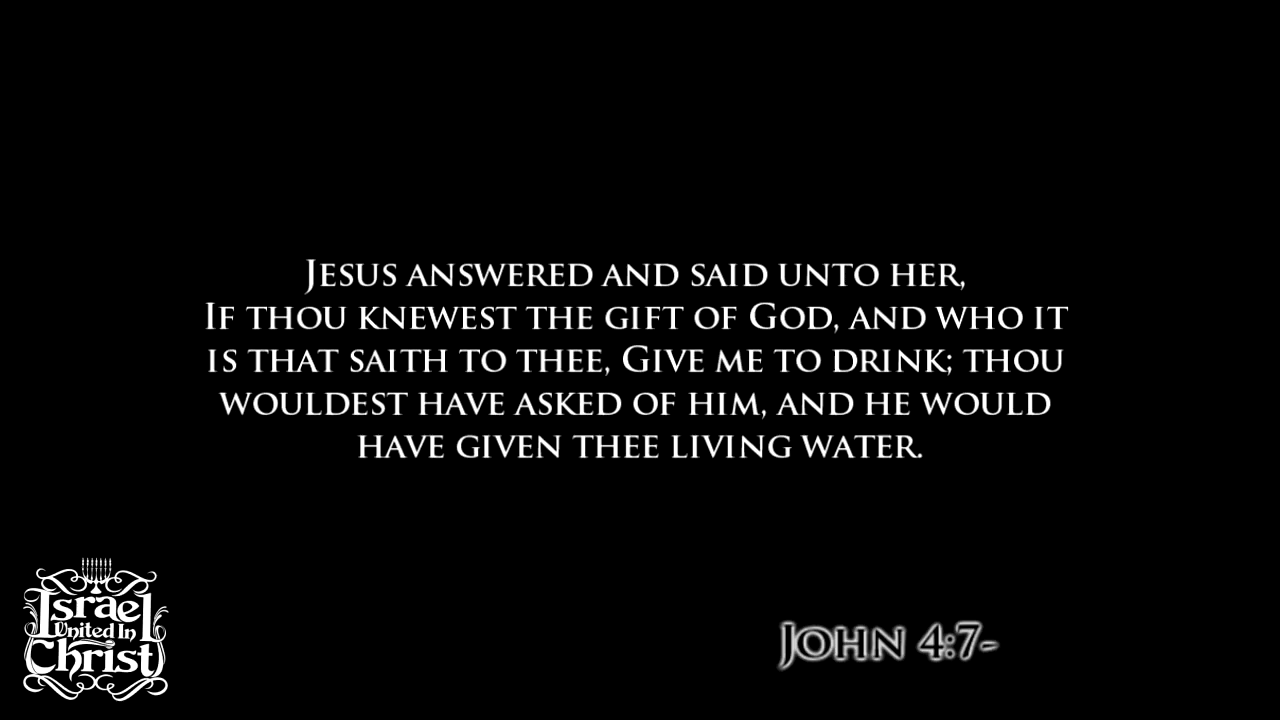 Jesus answered and said unto her,
If thou knewest the gift of God, and who it
is that saith to thee, Give me to drink; thou
wouldest have asked of him, and he would
have given thee living water.
Israel
United In
Christ
John 4:7-